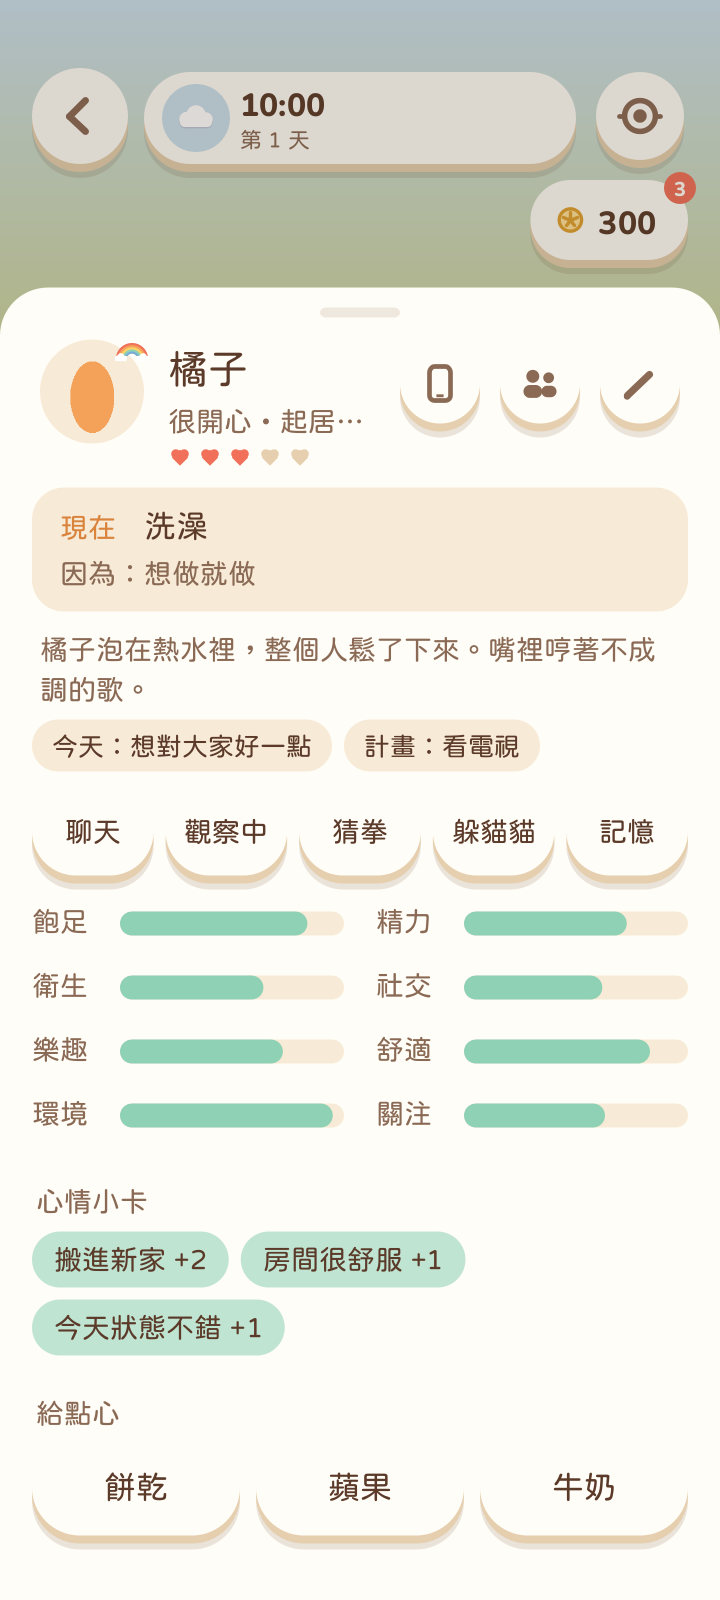 10:00
第 1 天
3
300
橘子
很開心・起居…
現在 洗澡
因為：想做就做
橘子泡在熱水裡，整個人鬆了下來。嘴裡哼著不成
調的歌。
今天：想對大家好一點 計畫：看電視
聊天 觀察中 猜拳 躲貓貓 記憶
飽足 精力
衛生 社交
樂趣 舒適
環境 關注
心情小卡
搬進新家 +2 房間很舒服 +1
今天狀態不錯 +1
給點心
餅乾 蘋果 牛奶